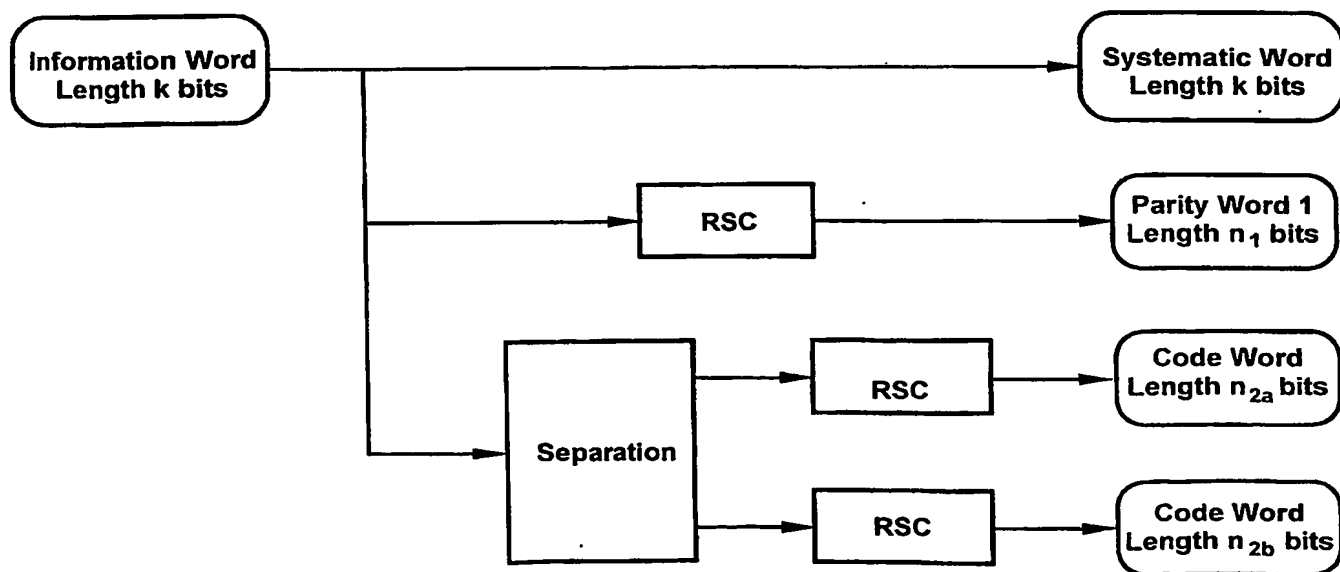 Information Word
Length k bits
Systematic Word
Length k bits
RSC
Parity Word 1
Length n1 bits
Separation
RSC
Code Word
Length n2a bits
RSC
Code Word
Length n2b bits